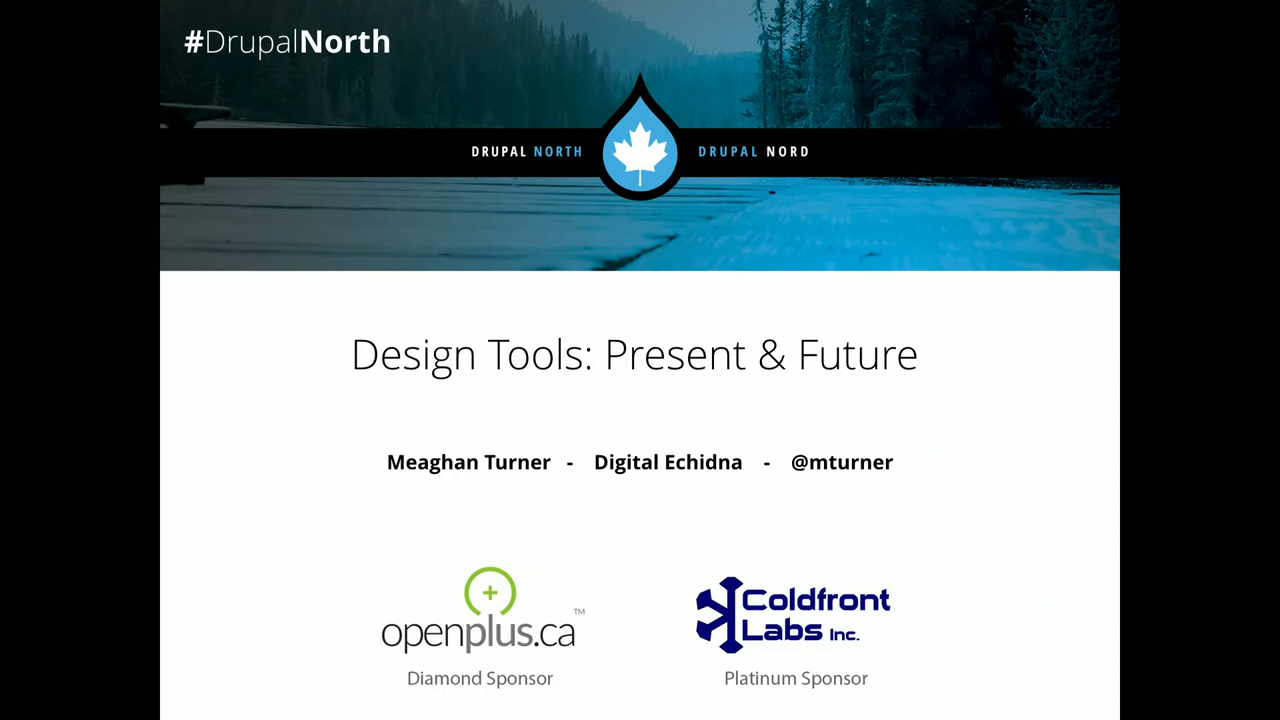 #DrupalNorth
DRUPAL NORTH DRUPAL NORD
Design Tools: Present & Future
Meaghan Turner - Digital Echidna - @mturner
openplus.ca™
Diamond Sponsor
Coldfront
Labs Inc.
Platinum Sponsor